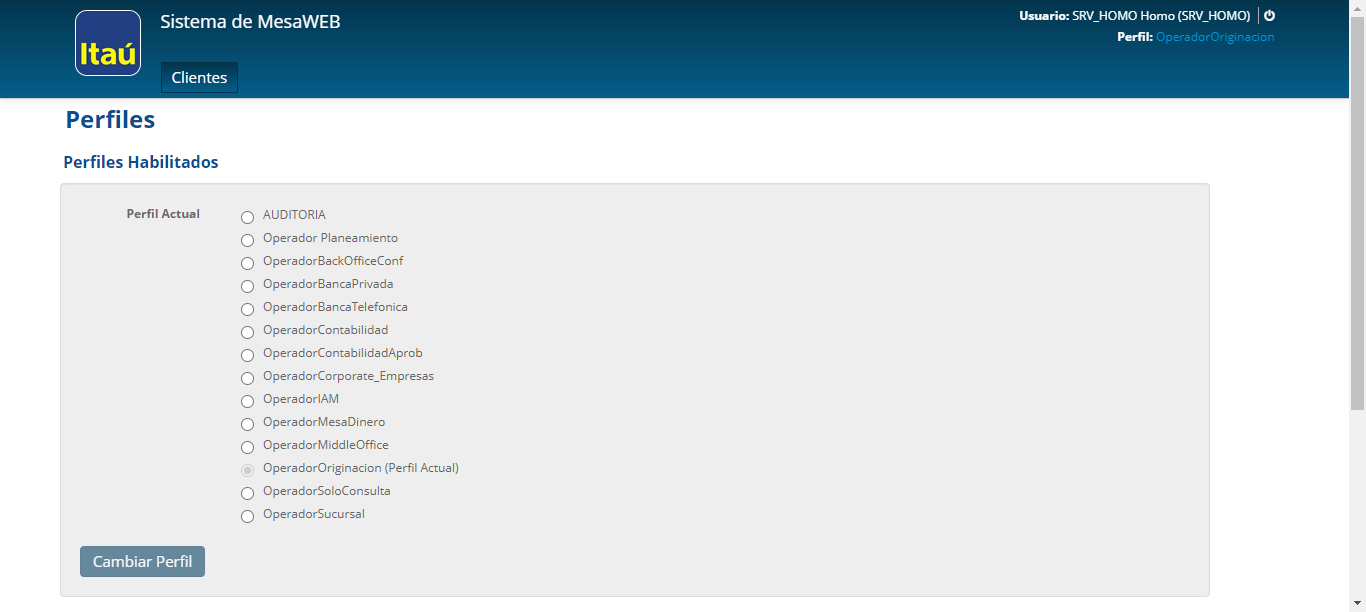 Itaú
Sistema de MesaWEB
Usuario: SRV_HOMO Homo (SRV_HOMO)
Perfil: OperadorOriginacion
Clientes
Perfiles
Perfiles Habilitados
Perfil Actual
AUDITORIA
Operador Planeamiento
OperadorBackOfficeConf
OperadorBancaPrivada
OperadorBancaTelefonica
OperadorContabilidad
OperadorContabilidadAprob
OperadorCorporate_Empresas
OperadorIAM
OperadorMesaDinero
OperadorMiddleOffice
OperadorOriginacion (Perfil Actual)
OperadorSoloConsulta
OperadorSucursal
Cambiar Perfil